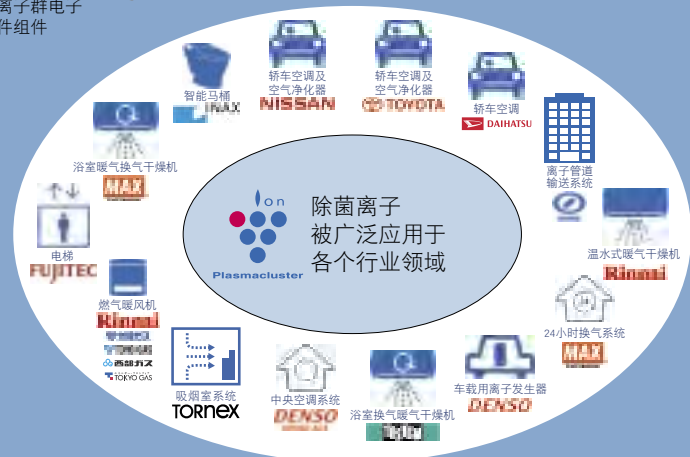 离子群电子
件组件
轿车空调及
空气净化器
NISSAN
轿车空调及
空气净化器
TOYOTA
轿车空调
DAIHATSU
智能马桶
INAX
浴室暖气换气干燥机
MAX
离子管道
输送系统
电梯
FUJITEC
温水式暖气干燥机
Rinnai
ion
Plasmacluster
除菌离子
被广泛应用于
各个行业领域
燃气暖风机
Rinnai
西部ガス
TOKYO GAS
24小时换气系统
MAX
吸烟室系统
TORNEX
中央空调系统
DENSO
浴室换气暖气干燥机
车载用离子发生器
DENSO